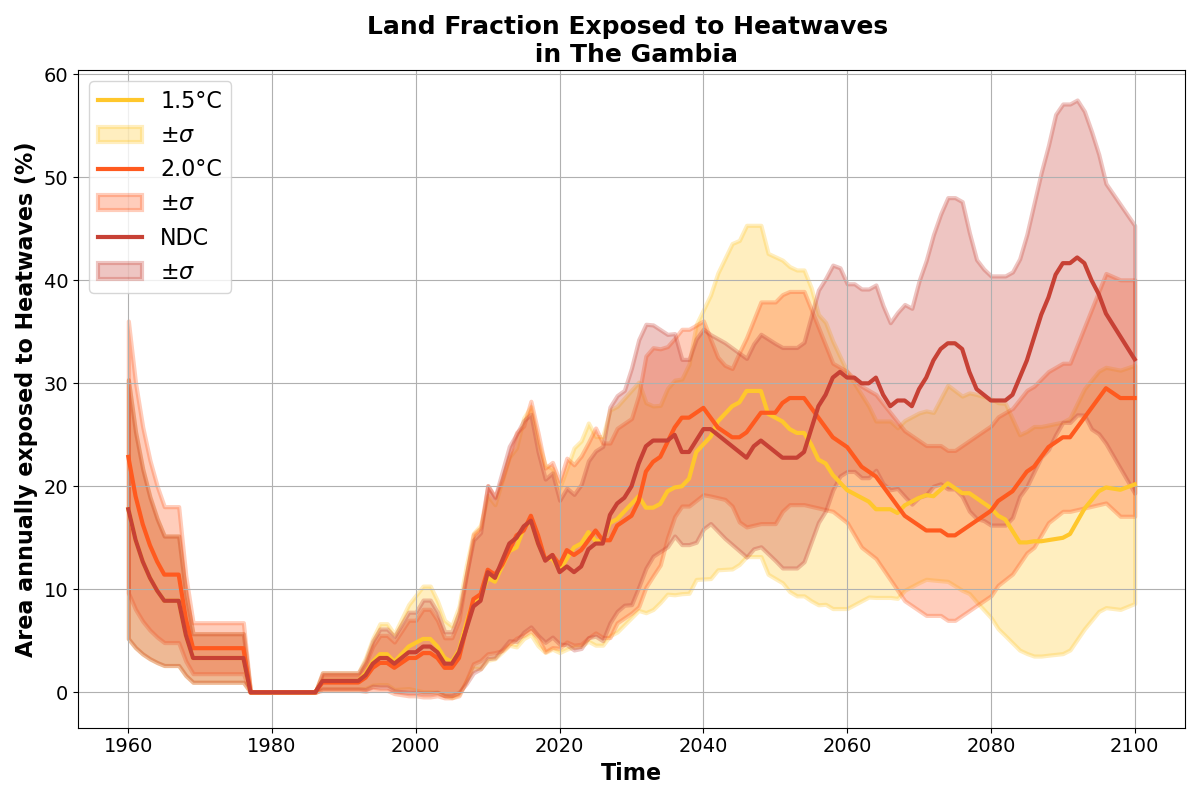 Land Fraction Exposed to Heatwaves
in The Gambia
Area annually exposed to Heatwaves (%)
60
50
40
30
20
10
0
1.5°C
±σ
2.0°C
±σ
NDC
±σ
1960
1980
2000
2020
2040
2060
2080
2100
Time